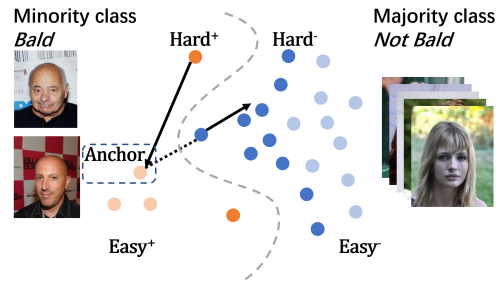 Minority class
Bald
Hard+
Hard-
Majority class
Not Bald
Anchor
Easy+
Easy-